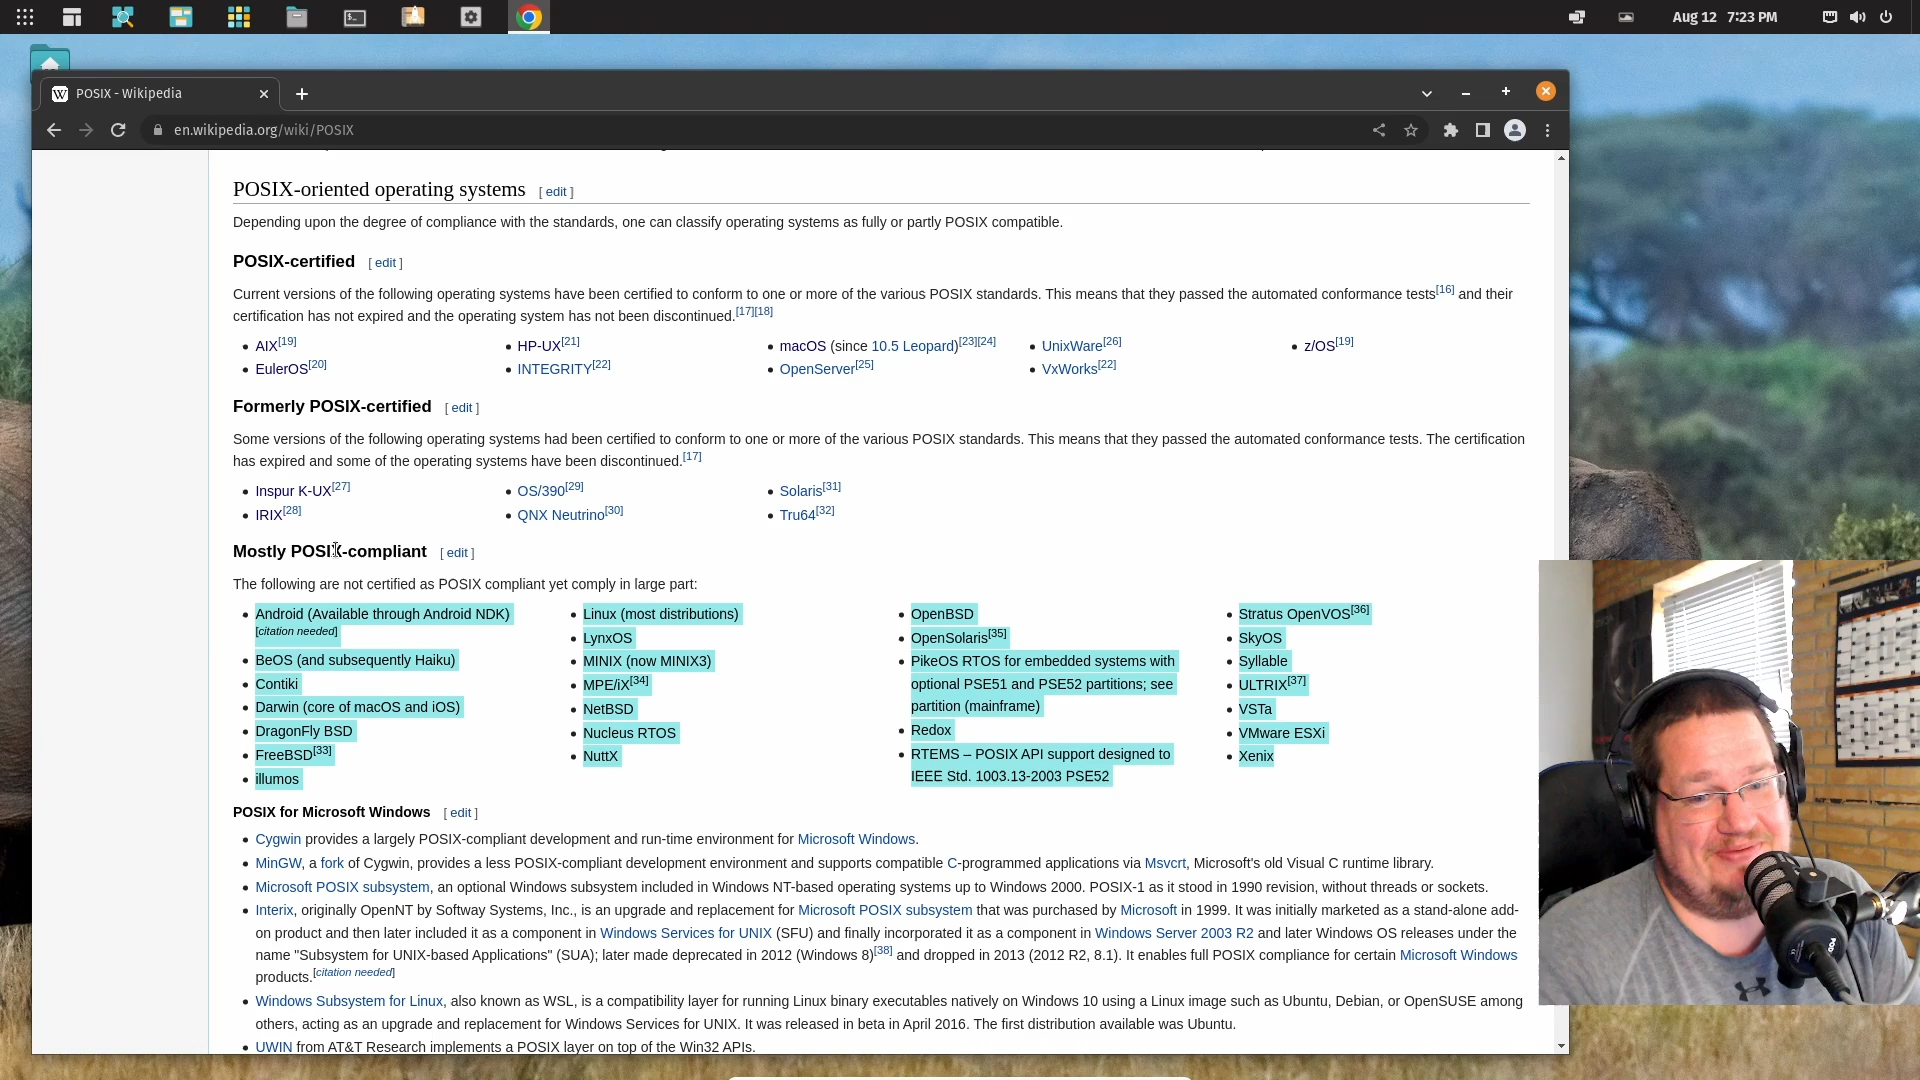 Aug 12 7:23 PM
POSIX - Wikipedia
en.wikipedia.org/wiki/POSIX
POSIX-oriented operating systems [ edit ]
Depending upon the degree of compliance with the standards, one can classify operating systems as fully or partly POSIX compatible.
POSIX-certified [ edit ]
Current versions of the following operating systems have been certified to conform to one or more of the various POSIX standards. This means that they passed the automated conformance tests[16] and their
certification has not expired and the operating system has not been discontinued.[17][18]
AIX[19]
EulerOS[20]
HP-UX[21]
INTEGRITY[22]
macOS (since 10.5 Leopard)[23][24]
OpenServer[25]
UnixWare[26]
VxWorks[22]
z/OS[19]
Formerly POSIX-certified [ edit ]
Some versions of the following operating systems had been certified to conform to one or more of the various POSIX standards. This means that they passed the automated conformance tests. The certification
has expired and some of the operating systems have been discontinued.[17]
Inspur K-UX[27]
IRIX[28]
OS/390[29]
QNX Neutrino[30]
Solaris[31]
Tru64[32]
Mostly POSIX-compliant [ edit ]
The following are not certified as POSIX compliant yet comply in large part:
Android (Available through Android NDK)
[citation needed]
BeOS (and subsequently Haiku)
Contiki
Darwin (core of macOS and iOS)
DragonFly BSD
FreeBSD[33]
illumos
Linux (most distributions)
LynxOS
MINIX (now MINIX3)
MPE/iX[34]
NetBSD
Nucleus RTOS
NuttX
OpenBSD
OpenSolaris[35]
PikeOS RTOS for embedded systems with
optional PSE51 and PSE52 partitions; see
partition (mainframe)
Redox
RTEMS – POSIX API support designed to
IEEE Std. 1003.13-2003 PSE52
Stratus OpenVOS[36]
SkyOS
Syllable
ULTRIX[37]
VSTa
VMware ESXi
Xenix
POSIX for Microsoft Windows [ edit ]
Cygwin provides a largely POSIX-compliant development and run-time environment for Microsoft Windows.
MinGW, a fork of Cygwin, provides a less POSIX-compliant development environment and supports compatible C-programmed applications via Msvcrt, Microsoft's old Visual C runtime library.
Microsoft POSIX subsystem, an optional Windows subsystem included in Windows NT-based operating systems up to Windows 2000. POSIX-1 as it stood in 1990 revision, without threads or sockets.
Interix, originally OpenNT by Softway Systems, Inc., is an upgrade and replacement for Microsoft POSIX subsystem that was purchased by Microsoft in 1999. It was initially marketed as a stand-alone add-
on product and then later included it as a component in Windows Services for UNIX (SFU) and finally incorporated it as a component in Windows Server 2003 R2 and later Windows OS releases under the
name "Subsystem for UNIX-based Applications" (SUA); later made deprecated in 2012 (Windows 8)[38] and dropped in 2013 (2012 R2, 8.1). It enables full POSIX compliance for certain Microsoft Windows
products.[citation needed]
Windows Subsystem for Linux, also known as WSL, is a compatibility layer for running Linux binary executables natively on Windows 10 using a Linux image such as Ubuntu, Debian, or OpenSUSE among
others, acting as an upgrade and replacement for Windows Services for UNIX. It was released in beta in April 2016. The first distribution available was Ubuntu.
UWIN from AT&T Research implements a POSIX layer on top of the Win32 APIs.